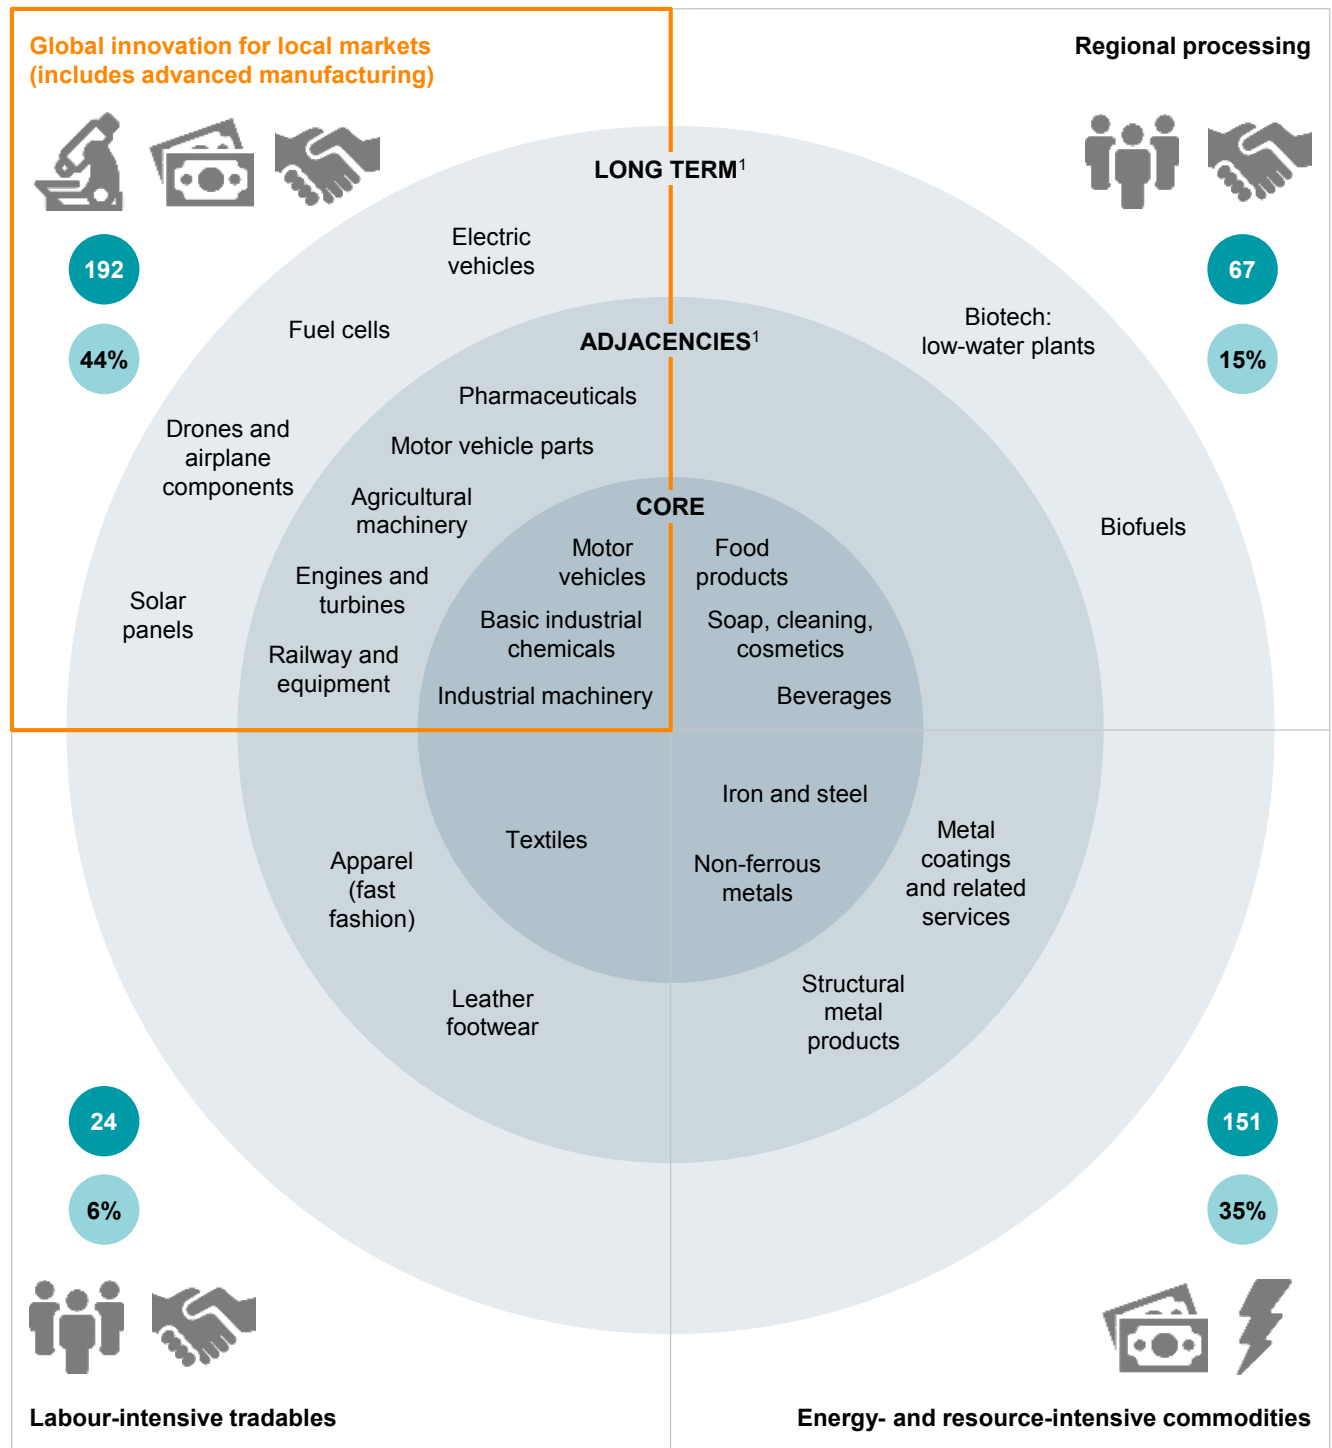 Global innovation for local markets
(includes advanced manufacturing)
Regional processing
LONG TERM¹
192
44%
67
15%
Electric
vehicles
Fuel cells
Drones and
airplane
components
Solar
panels
Biotech:
low-water plants
Biofuels
ADJACENCIES¹
Pharmaceuticals
Motor vehicle parts
Agricultural
machinery
Engines and
turbines
Railway and
equipment
CORE
Motor
vehicles
Basic industrial
chemicals
Industrial machinery
Food
products
Soap, cleaning,
cosmetics
Beverages
Textiles
Apparel
(fast
fashion)
Leather
footwear
Iron and steel
Non-ferrous
metals
Metal
coatings
and related
services
Structural
metal
products
24
6%
151
35%
Labour-intensive tradables
Energy- and resource-intensive commodities